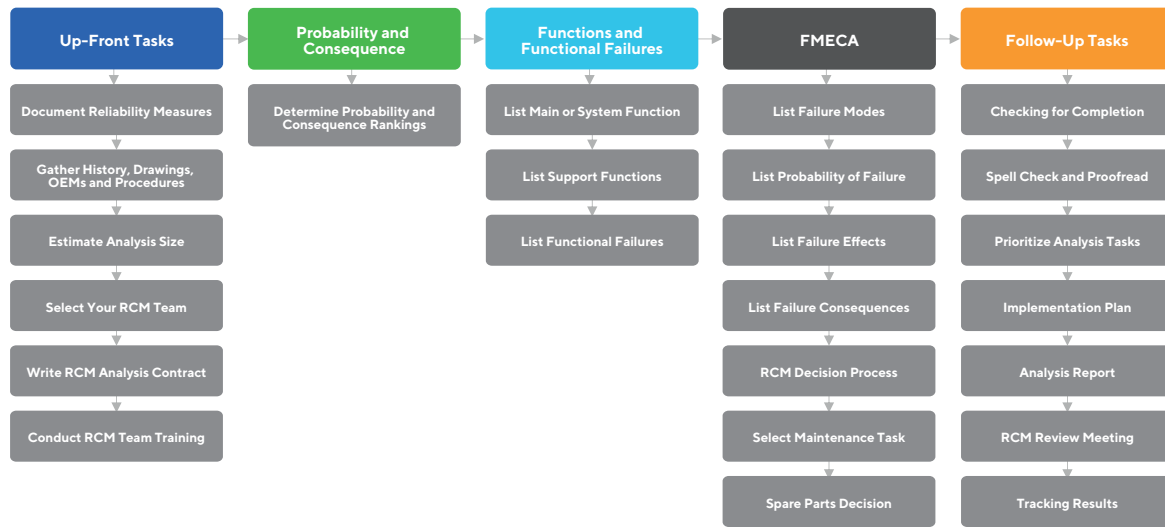 Up-Front Tasks
Document Reliability Measures
Gather History, Drawings,
OEMs and Procedures
Estimate Analysis Size
Select Your RCM Team
Write RCM Analysis Contract
Conduct RCM Team Training
Probability and
Consequence
Determine Probability and
Consequence Rankings
Functions and
Functional Failures
List Main or System Function
List Support Functions
List Functional Failures
FMECA
List Failure Modes
List Probability of Failure
List Failure Effects
List Failure Consequences
RCM Decision Process
Select Maintenance Task
Spare Parts Decision
Follow-Up Tasks
Checking for Completion
Spell Check and Proofread
Prioritize Analysis Tasks
Implementation Plan
Analysis Report
RCM Review Meeting
Tracking Results